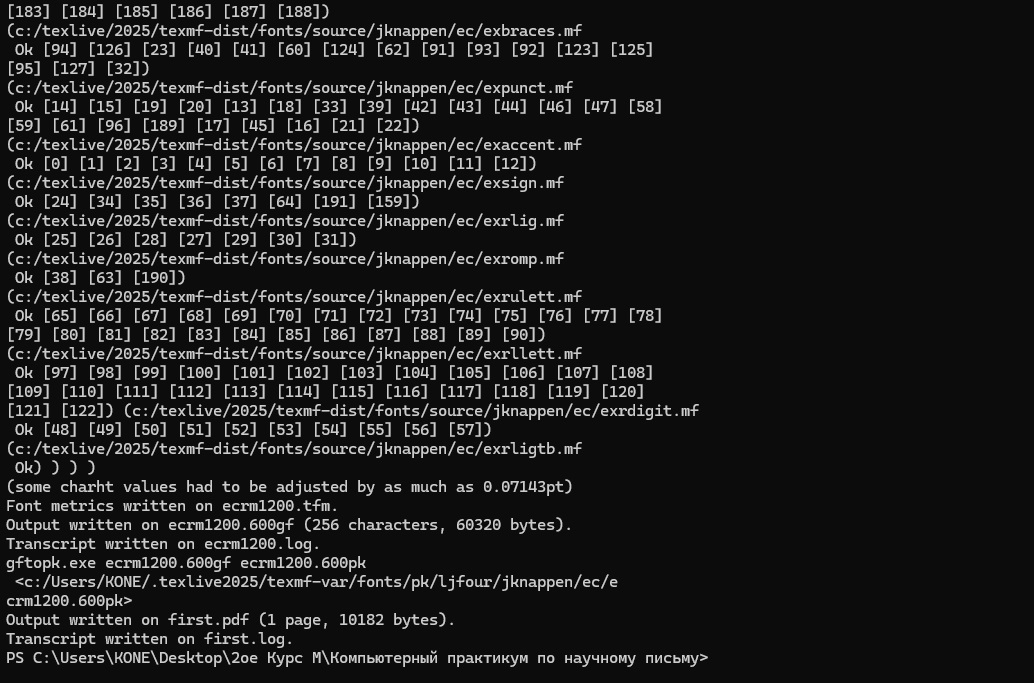 [183] [184] [185] [186] [187] [188])
(c:/texlive/2025/texmf-dist/fonts/source/jknappen/ec/exbraces.mf
 Ok [94] [126] [23] [40] [41] [60] [124] [62] [91] [93] [92] [123] [125]
[95] [127] [32])
(c:/texlive/2025/texmf-dist/fonts/source/jknappen/ec/expunct.mf
 Ok [14] [15] [19] [20] [13] [18] [33] [39] [42] [43] [44] [46] [47] [58]
[59] [61] [96] [189] [17] [45] [16] [21] [22])
(c:/texlive/2025/texmf-dist/fonts/source/jknappen/ec/exaccent.mf
 Ok [0] [1] [2] [3] [4] [5] [6] [7] [8] [9] [10] [11] [12])
(c:/texlive/2025/texmf-dist/fonts/source/jknappen/ec/exsign.mf
 Ok [24] [34] [35] [36] [37] [64] [191] [159])
(c:/texlive/2025/texmf-dist/fonts/source/jknappen/ec/exrlig.mf
 Ok [25] [26] [28] [27] [29] [30] [31])
(c:/texlive/2025/texmf-dist/fonts/source/jknappen/ec/exromp.mf
 Ok [38] [63] [190])
(c:/texlive/2025/texmf-dist/fonts/source/jknappen/ec/exrulett.mf
 Ok [65] [66] [67] [68] [69] [70] [71] [72] [73] [74] [75] [76] [77] [78]
[79] [80] [81] [82] [83] [84] [85] [86] [87] [88] [89] [90])
(c:/texlive/2025/texmf-dist/fonts/source/jknappen/ec/exrllett.mf
 Ok [97] [98] [99] [100] [101] [102] [103] [104] [105] [106] [107] [108]
[109] [110] [111] [112] [113] [114] [115] [116] [117] [118] [119] [120]
[121] [122]) (c:/texlive/2025/texmf-dist/fonts/source/jknappen/ec/exrdigit.mf
 Ok [48] [49] [50] [51] [52] [53] [54] [55] [56] [57])
(c:/texlive/2025/texmf-dist/fonts/source/jknappen/ec/exrligtb.mf
 Ok) ) ) )
(some charht values had to be adjusted by as much as 0.07143pt)
Font metrics written on ecrm1200.tfm.
Output written on ecrm1200.600gf (256 characters, 60320 bytes).
Transcript written on ecrm1200.log.
gftopk.exe ecrm1200.600gf ecrm1200.600pk
 <c:/Users/KONE/.texlive2025/texmf-var/fonts/pk/ljfour/jknappen/ec/e
crm1200.600pk>
Output written on first.pdf (1 page, 10182 bytes).
Transcript written on first.log.
PS C:\Users\KONE\Desktop\2ое Курс М\Компьютерный практикум по научному письму>